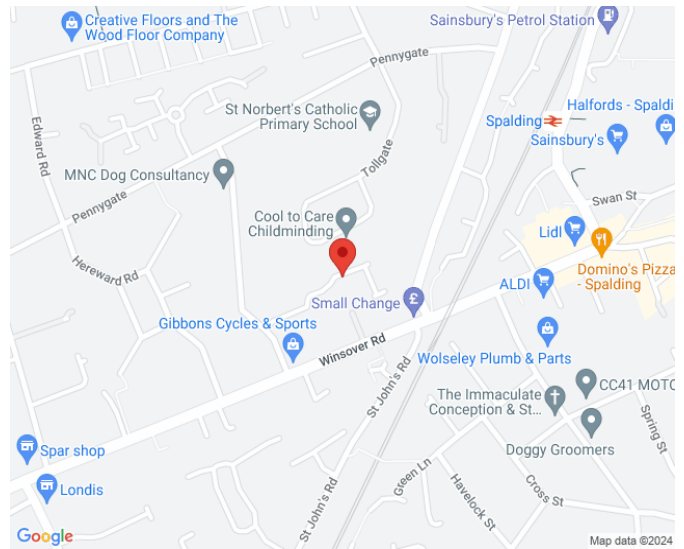 Creative Floors and The
Wood Floor Company
Sainsbury's Petrol Station
Pennygate
St Norbert's Catholic
Primary School
Spalding
Halfords - Spaldi
Sainsbury's
Edward Rd
MNC Dog Consultancy
Tollgate
Swan St
Pennygate
Cool to Care
Childminding
Lidl
Hereward Rd
Domino's Pizza
- Spalding
ALDI
Small Change
£
Gibbons Cycles & Sports
Winsover Rd
Wolseley Plumb & Parts
St John's Rd
CC41 MOTO
The Immaculate
Conception & St...
Doggy Groomers
Spring St
Spar shop
Green Ln
Londis
Cross St
Havelock St
St John's Rd
Google
Map data ©2024